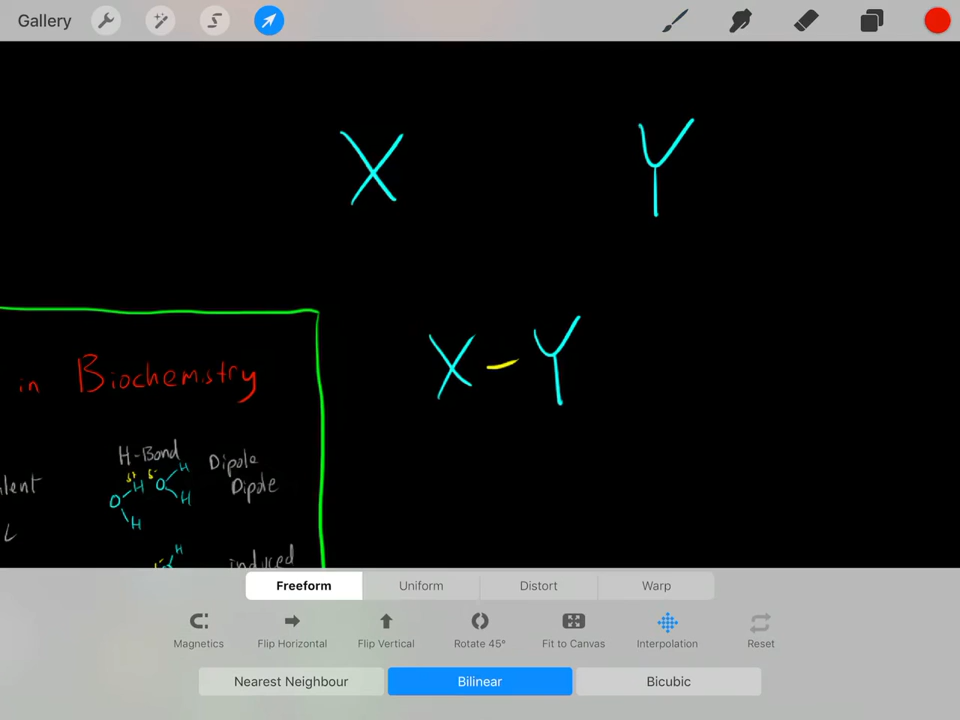 Gallery
X Y
in Biochemistry
X - Y
H-Bond Dipole
δ+ δ- H
H O Dipole
O H
H
H
induced
Freeform Uniform Distort Warp
Magnetics Flip Horizontal Flip Vertical Rotate 45° Fit to Canvas Interpolation Reset
Nearest Neighbour Bilinear Bicubic